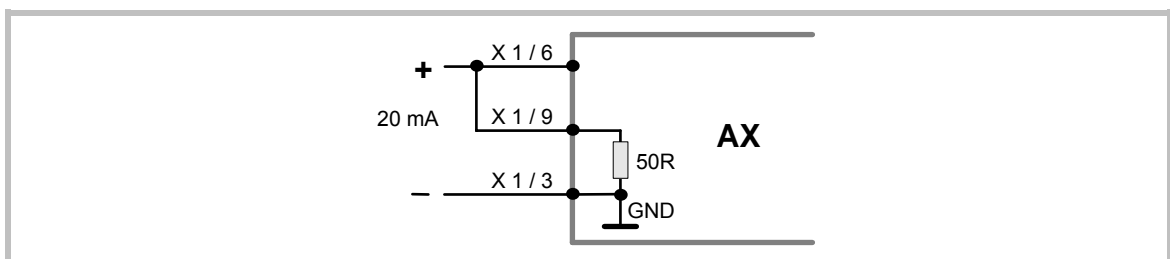 X 1 / 6
+
20 mA
X 1 / 9
AX
50R
X 1 / 3
–
GND